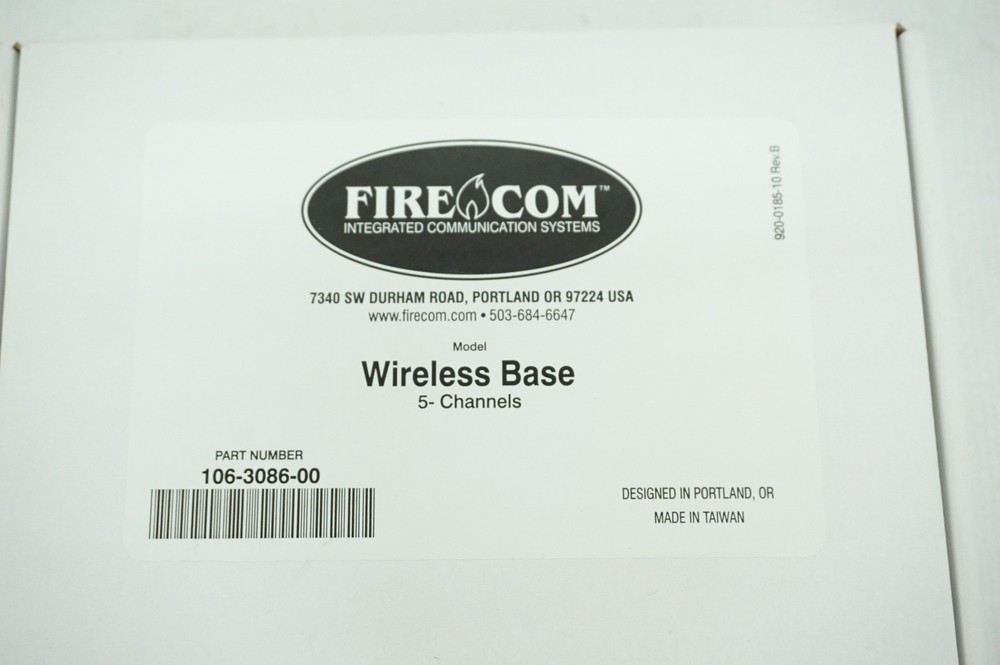 FIRE COM™
INTEGRATED COMMUNICATION SYSTEMS
7340 SW DURHAM ROAD, PORTLAND OR 97224 USA
www.firecom.com • 503-684-6647
Model
Wireless Base
5- Channels
PART NUMBER
106-3086-00
DESIGNED IN PORTLAND, OR
MADE IN TAIWAN
920-0185-10 Rev.B